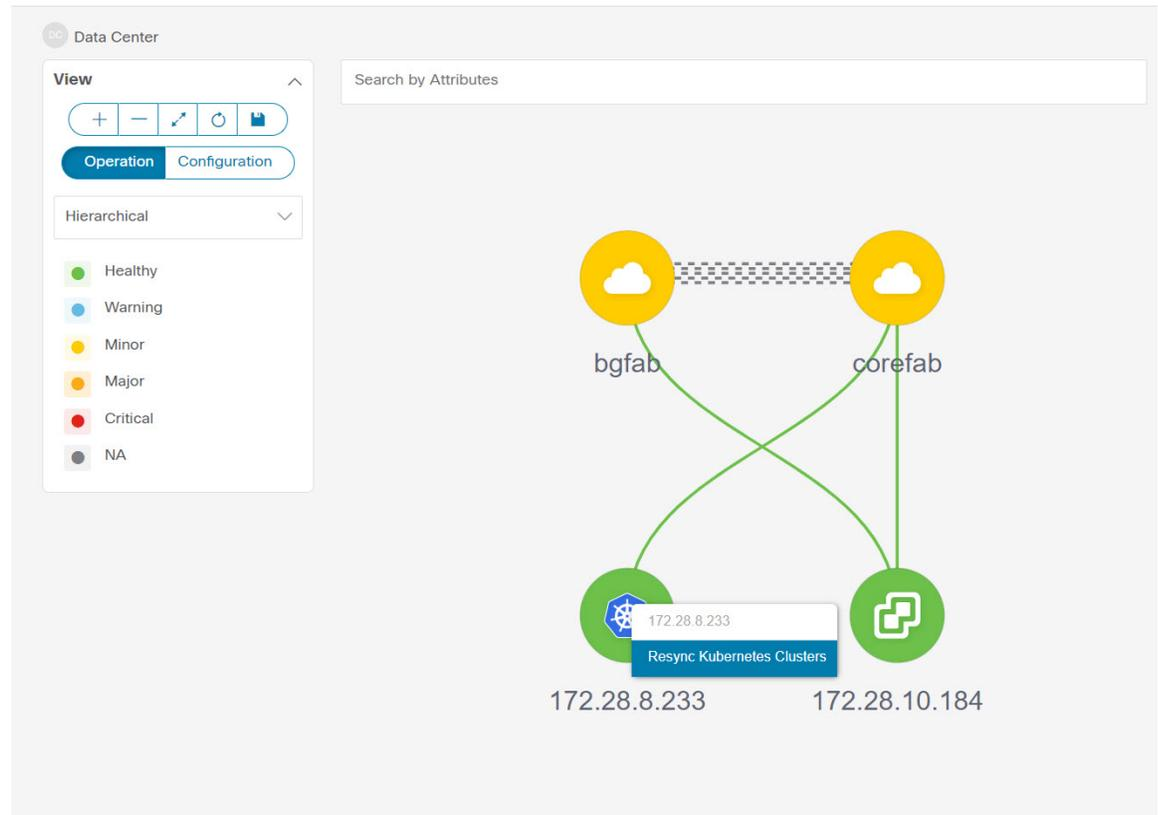 DC Data Center
View
Search by Attributes
Operation Configuration
Hierarchical
Healthy
Warning
Minor
Major
Critical
NA
bgfab
corefab
172.28.8.233
Resync Kubernetes Clusters
172.28.8.233
172.28.10.184